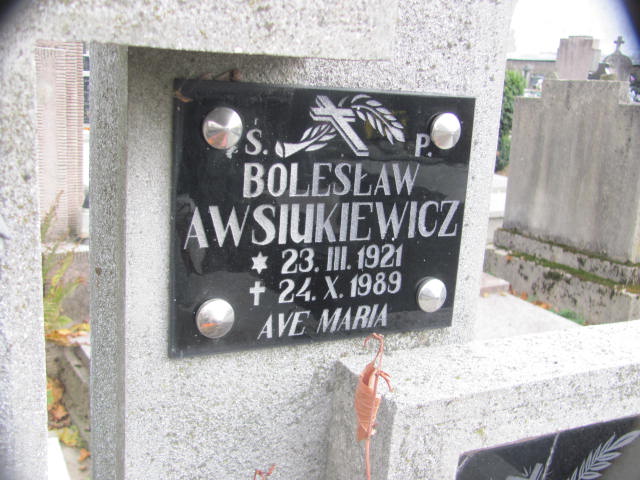 Ś. P.
BOLESŁAW
AWSIUKIEWICZ
* 23. III. 1921
✝ 24. X. 1989
AVE MARIA